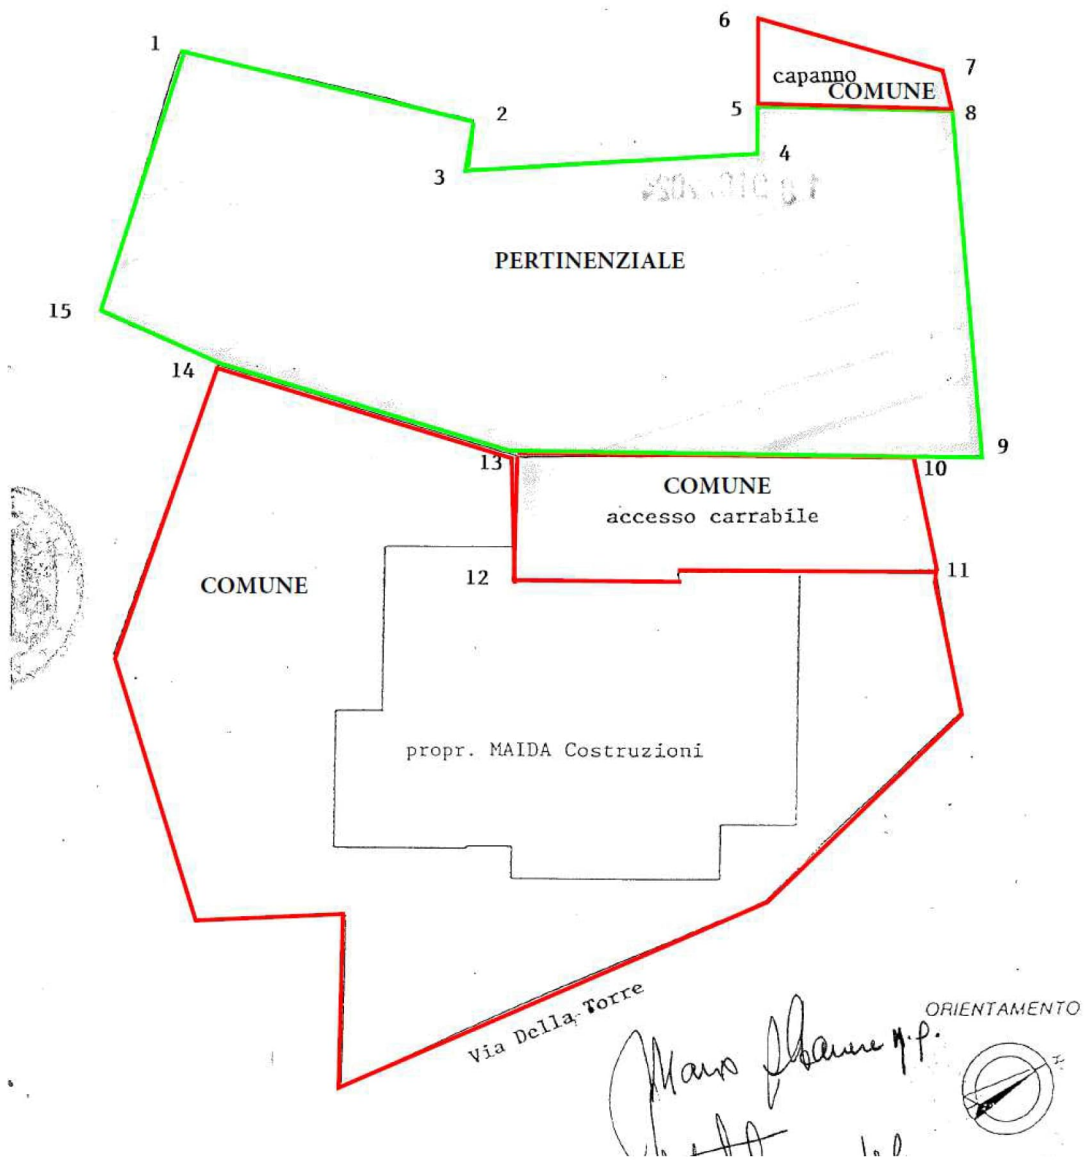 6
1
7
capanno
COMUNE
2
5
8
4
3
PERTINENZIALE
15
14
9
13
10
COMUNE
accesso carrabile
12
11
COMUNE
propr. MAIDA Costruzioni
Via Della Torre
ORIENTAMENTO
N
Mario